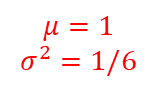 μ = 1
σ² = 1/6